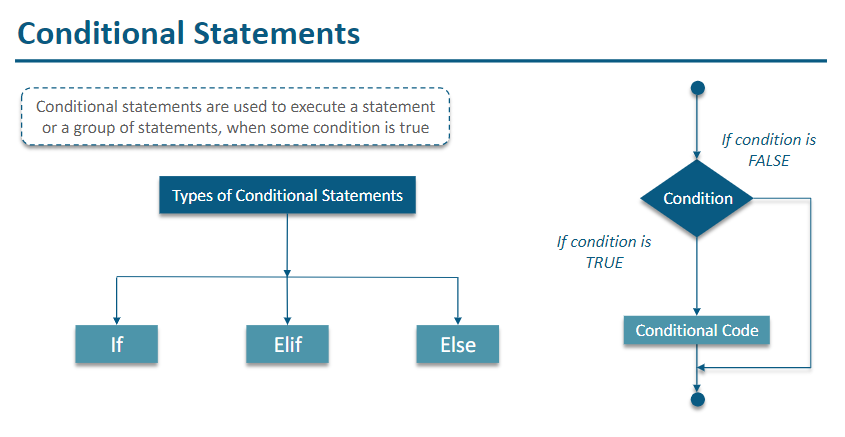 Conditional Statements
Conditional statements are used to execute a statement
or a group of statements, when some condition is true
Types of Conditional Statements
If
Elif
Else
If condition is
FALSE
Condition
If condition is
TRUE
Conditional Code